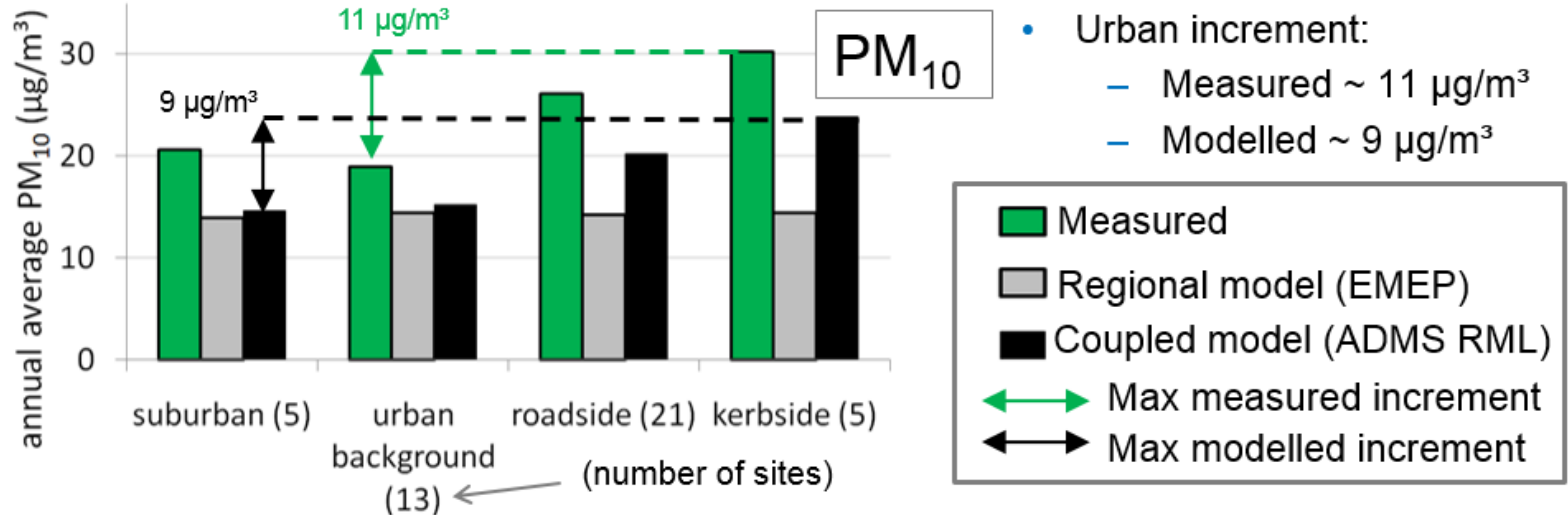 11 µg/m³
PM₁₀
9 µg/m³
annual average PM₁₀ (µg/m³)
30
20
10
0
suburban (5)
urban
background
(13)
roadside (21)
kerbside (5)
(number of sites)
• Urban increment:
– Measured ~ 11 µg/m³
– Modelled ~ 9 µg/m³
Measured
Regional model (EMEP)
Coupled model (ADMS RML)
Max measured increment
Max modelled increment